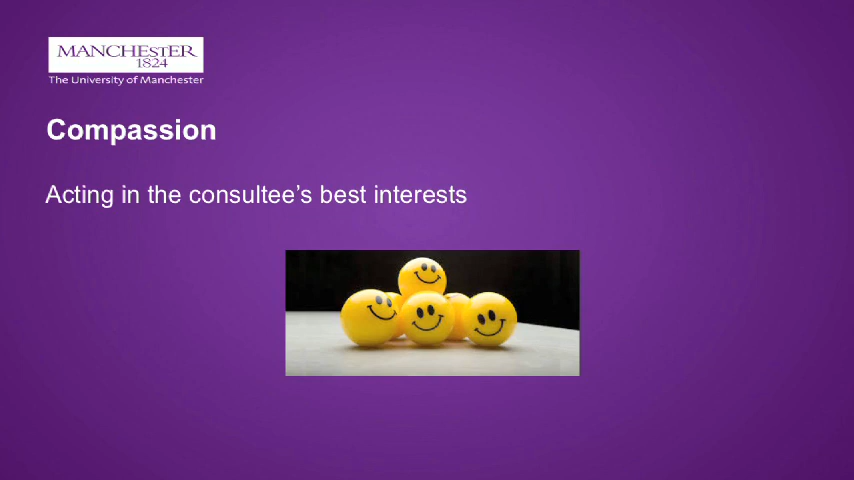 MANCHESTER
1824
The University of Manchester
Compassion
Acting in the consultee’s best interests